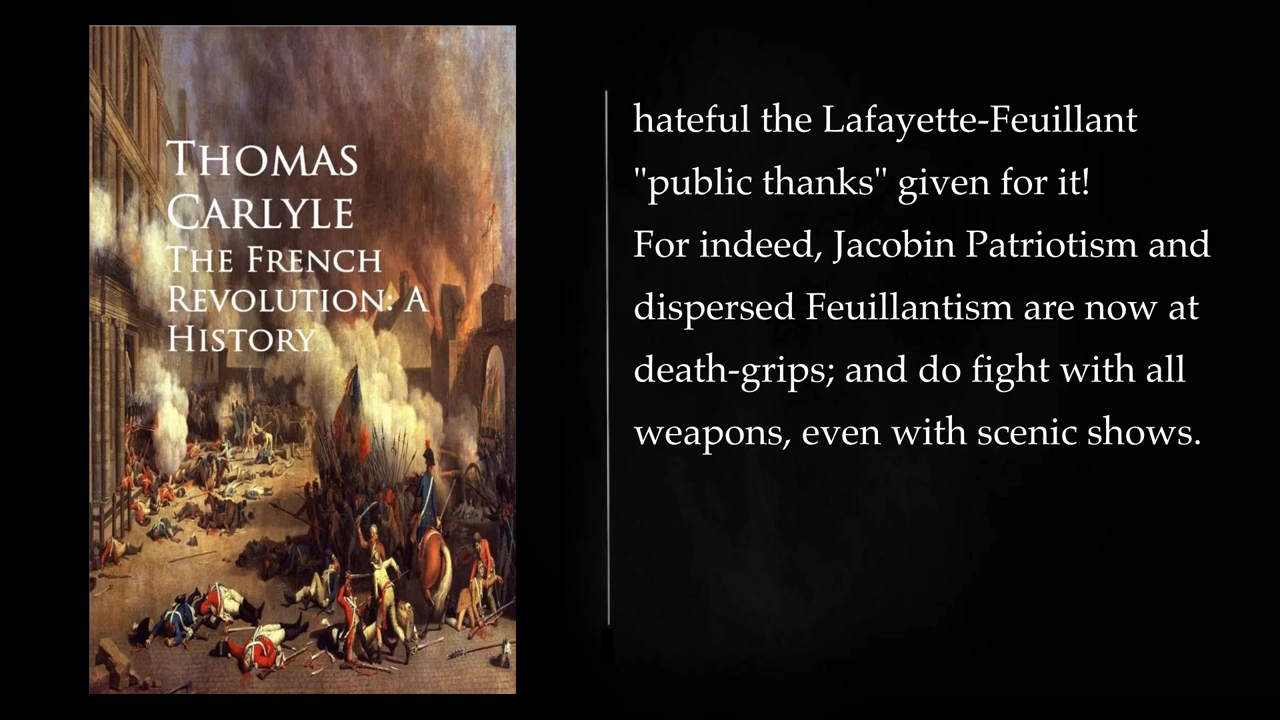 THOMAS
CARLYLE
THE FRENCH
REVOLUTION: A
HISTORY
hateful the Lafayette-Feuillant
"public thanks" given for it!
For indeed, Jacobin Patriotism and
dispersed Feuillantism are now at
death-grips; and do fight with all
weapons, even with scenic shows.